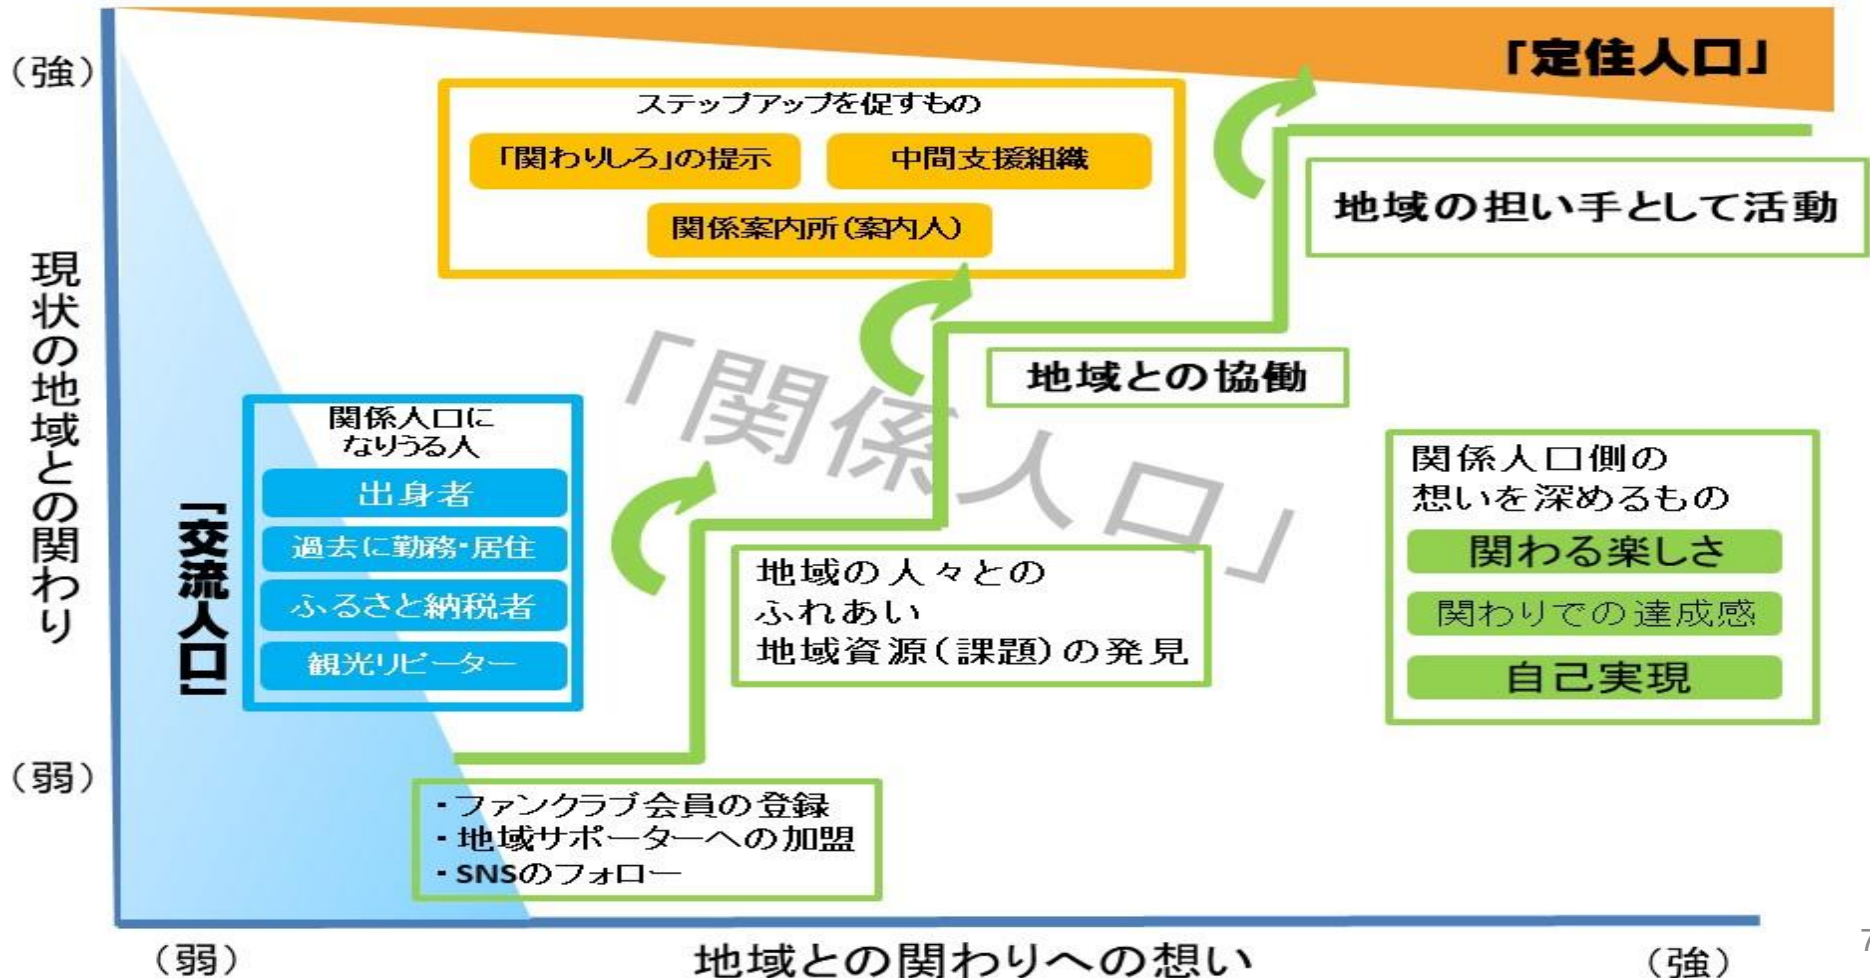 「定住人口」
(強)
ステップアップを促すもの
「関わりしろ」の提示
中間支援組織
関係案内所(案内人)
地域の担い手として活動
現状の地域との関わり
「関係人口」
地域との協働
関係人口に
なりうる人
出身者
過去に勤務・居住
ふるさと納税者
観光リピーター
「交流人口」
関係人口側の
想いを深めるもの
関わる楽しさ
関わりでの達成感
自己実現
地域の人々との
ふれあい
地域資源(課題)の発見
(弱)
・ファンクラブ会員の登録
・地域サポーターへの加盟
・SNSのフォロー
(弱)
地域との関わりへの想い
(強)
7